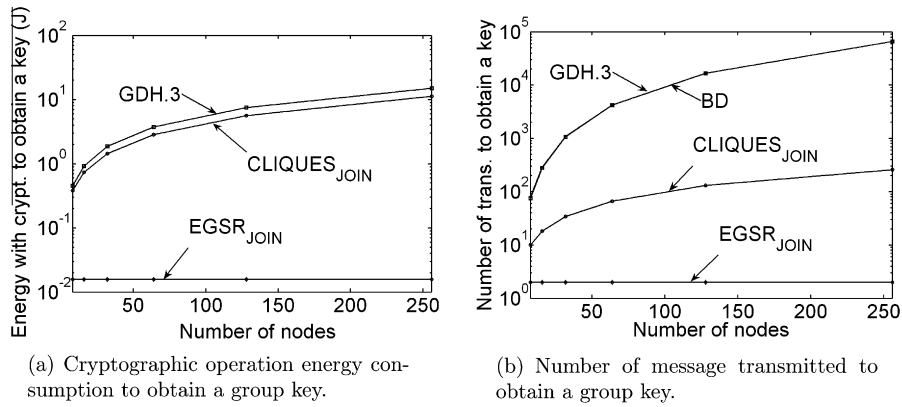 Energy with crypt. to obtain a key (J)
10^2
10^1
10^0
10^-1
10^-2
GDH.3
CLIQUES_JOIN
EGSR_JOIN
50 100 150 200 250
Number of nodes
(a) Cryptographic operation energy con-
sumption to obtain a group key.
Number of trans. to obtain a key
10^5
10^4
10^3
10^2
10^1
10^0
GDH.3
BD
CLIQUES_JOIN
EGSR_JOIN
50 100 150 200 250
Number of nodes
(b) Number of message transmitted to
obtain a group key.